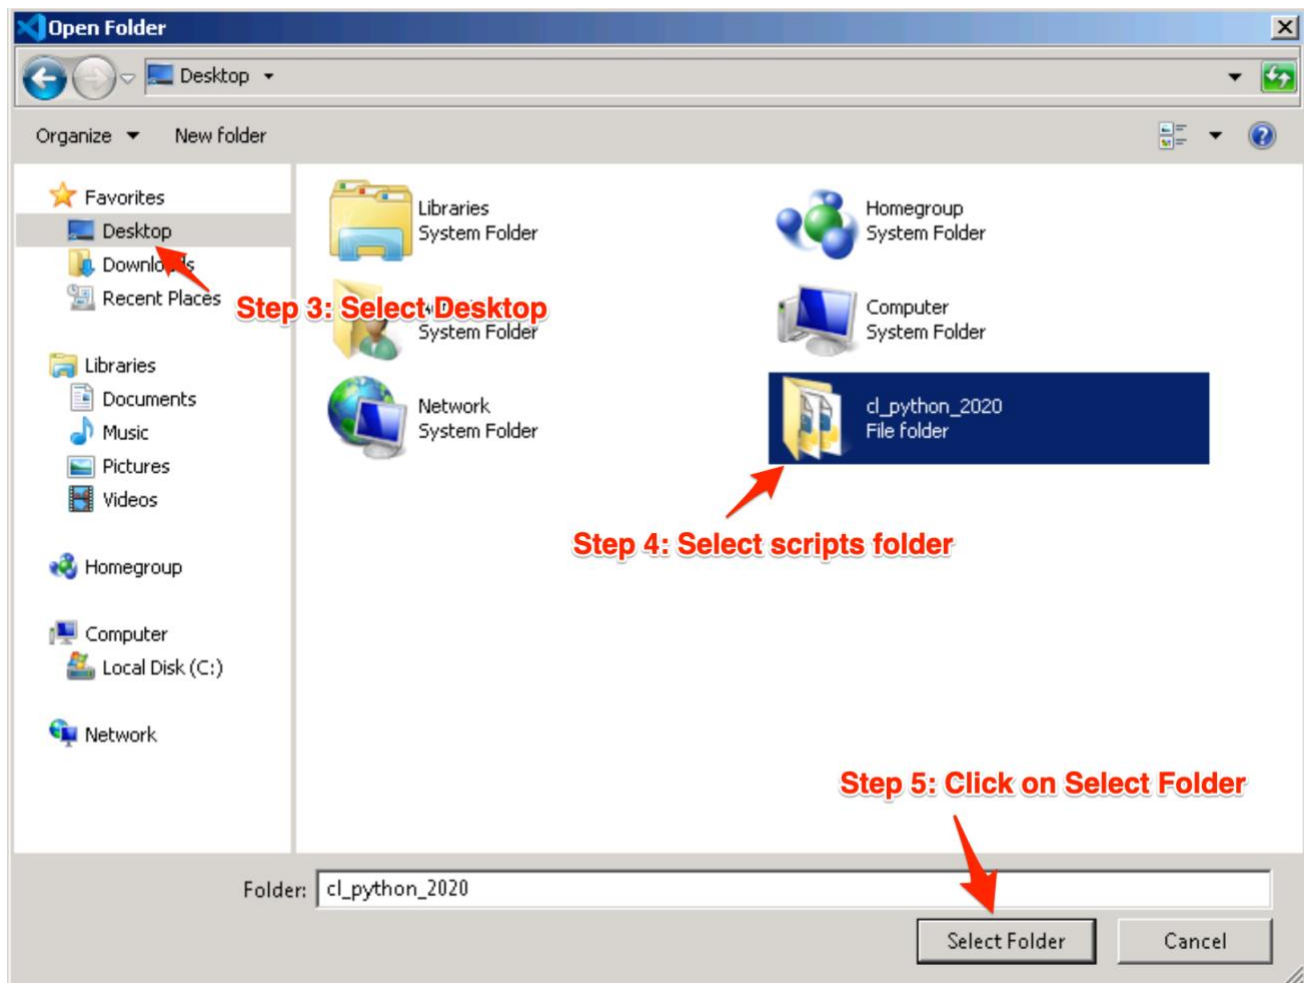 Open Folder
Desktop
Organize
New folder
Favorites
Desktop
Downloads
Recent Places
Libraries
Documents
Music
Pictures
Videos
Homegroup
Computer
Local Disk (C:)
Network
Libraries
System Folder
Homegroup
System Folder
Step 3: Select Desktop
System Folder
Computer
System Folder
Network
System Folder
cl_python_2020
File folder
Step 4: Select scripts folder
Step 5: Click on Select Folder
Folder: cl_python_2020
Select Folder
Cancel